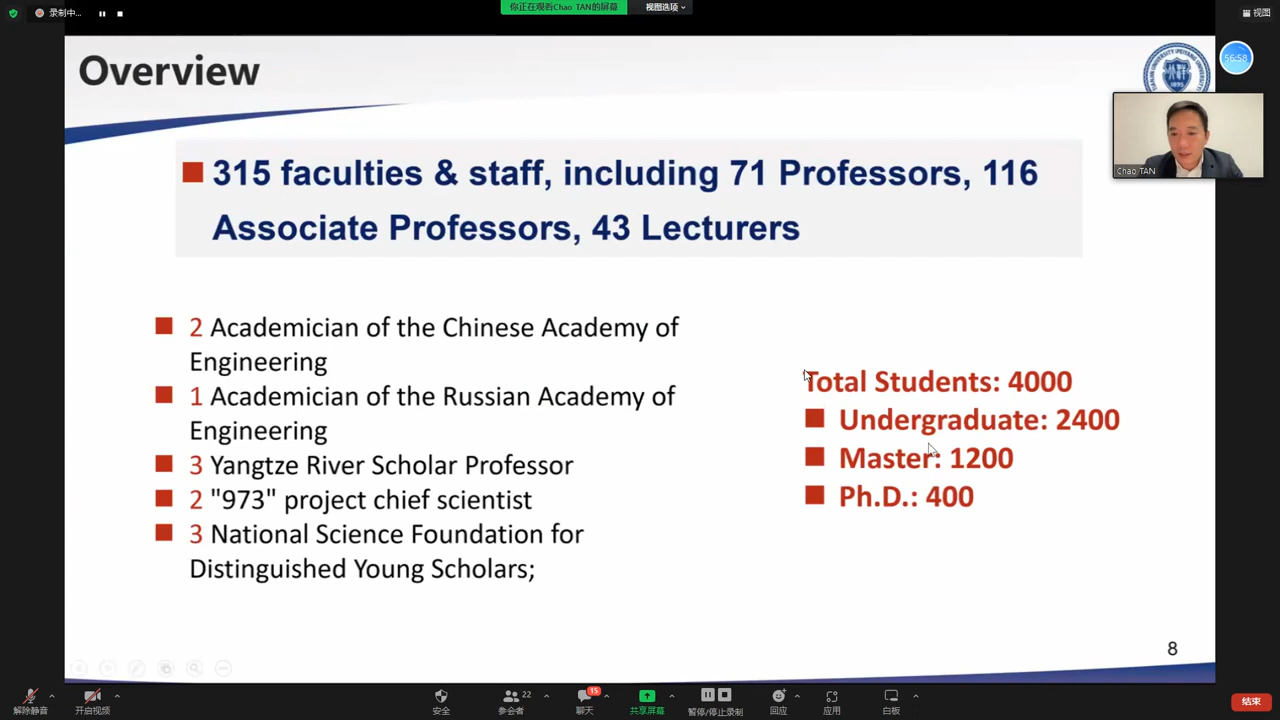 录制中...
你正在观看Chao TAN的屏幕
视图选项
视图
Overview
56:58
Chao TAN
315 faculties & staff, including 71 Professors, 116
Associate Professors, 43 Lecturers
2 Academician of the Chinese Academy of
Engineering
1 Academician of the Russian Academy of
Engineering
3 Yangtze River Scholar Professor
2 "973" project chief scientist
3 National Science Foundation for
Distinguished Young Scholars;
Total Students: 4000
Undergraduate: 2400
Master: 1200
Ph.D.: 400
8
解除静音
开启视频
安全
22
参会者
15
聊天
共享屏幕
暂停/停止录制
回应
应用
白板
结束